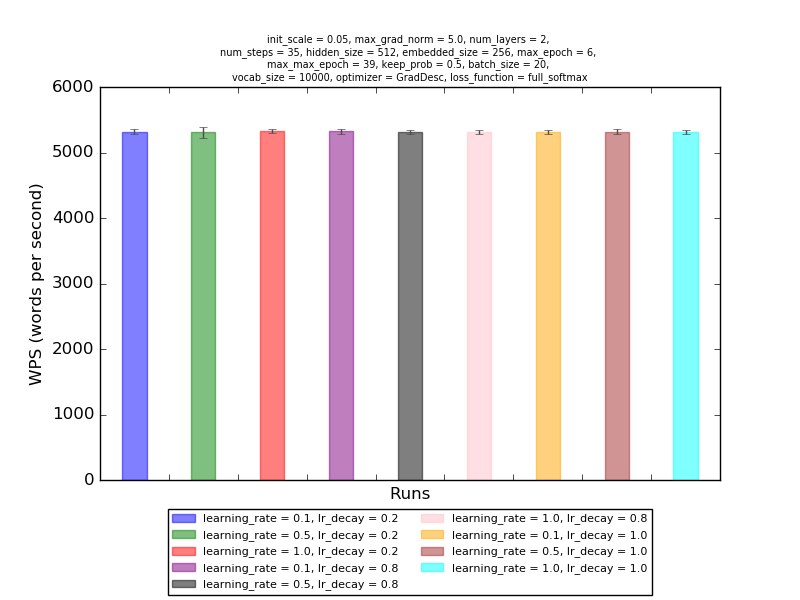 init_scale = 0.05, max_grad_norm = 5.0, num_layers = 2,
num_steps = 35, hidden_size = 512, embedded_size = 256, max_epoch = 6,
max_max_epoch = 39, keep_prob = 0.5, batch_size = 20,
vocab_size = 10000, optimizer = GradDesc, loss_function = full_softmax
6000
5000
4000
3000
2000
1000
0
WPS (words per second)
Runs
learning_rate = 0.1, lr_decay = 0.2
learning_rate = 0.5, lr_decay = 0.2
learning_rate = 1.0, lr_decay = 0.2
learning_rate = 0.1, lr_decay = 0.8
learning_rate = 0.5, lr_decay = 0.8
learning_rate = 1.0, lr_decay = 0.8
learning_rate = 0.1, lr_decay = 1.0
learning_rate = 0.5, lr_decay = 1.0
learning_rate = 1.0, lr_decay = 1.0